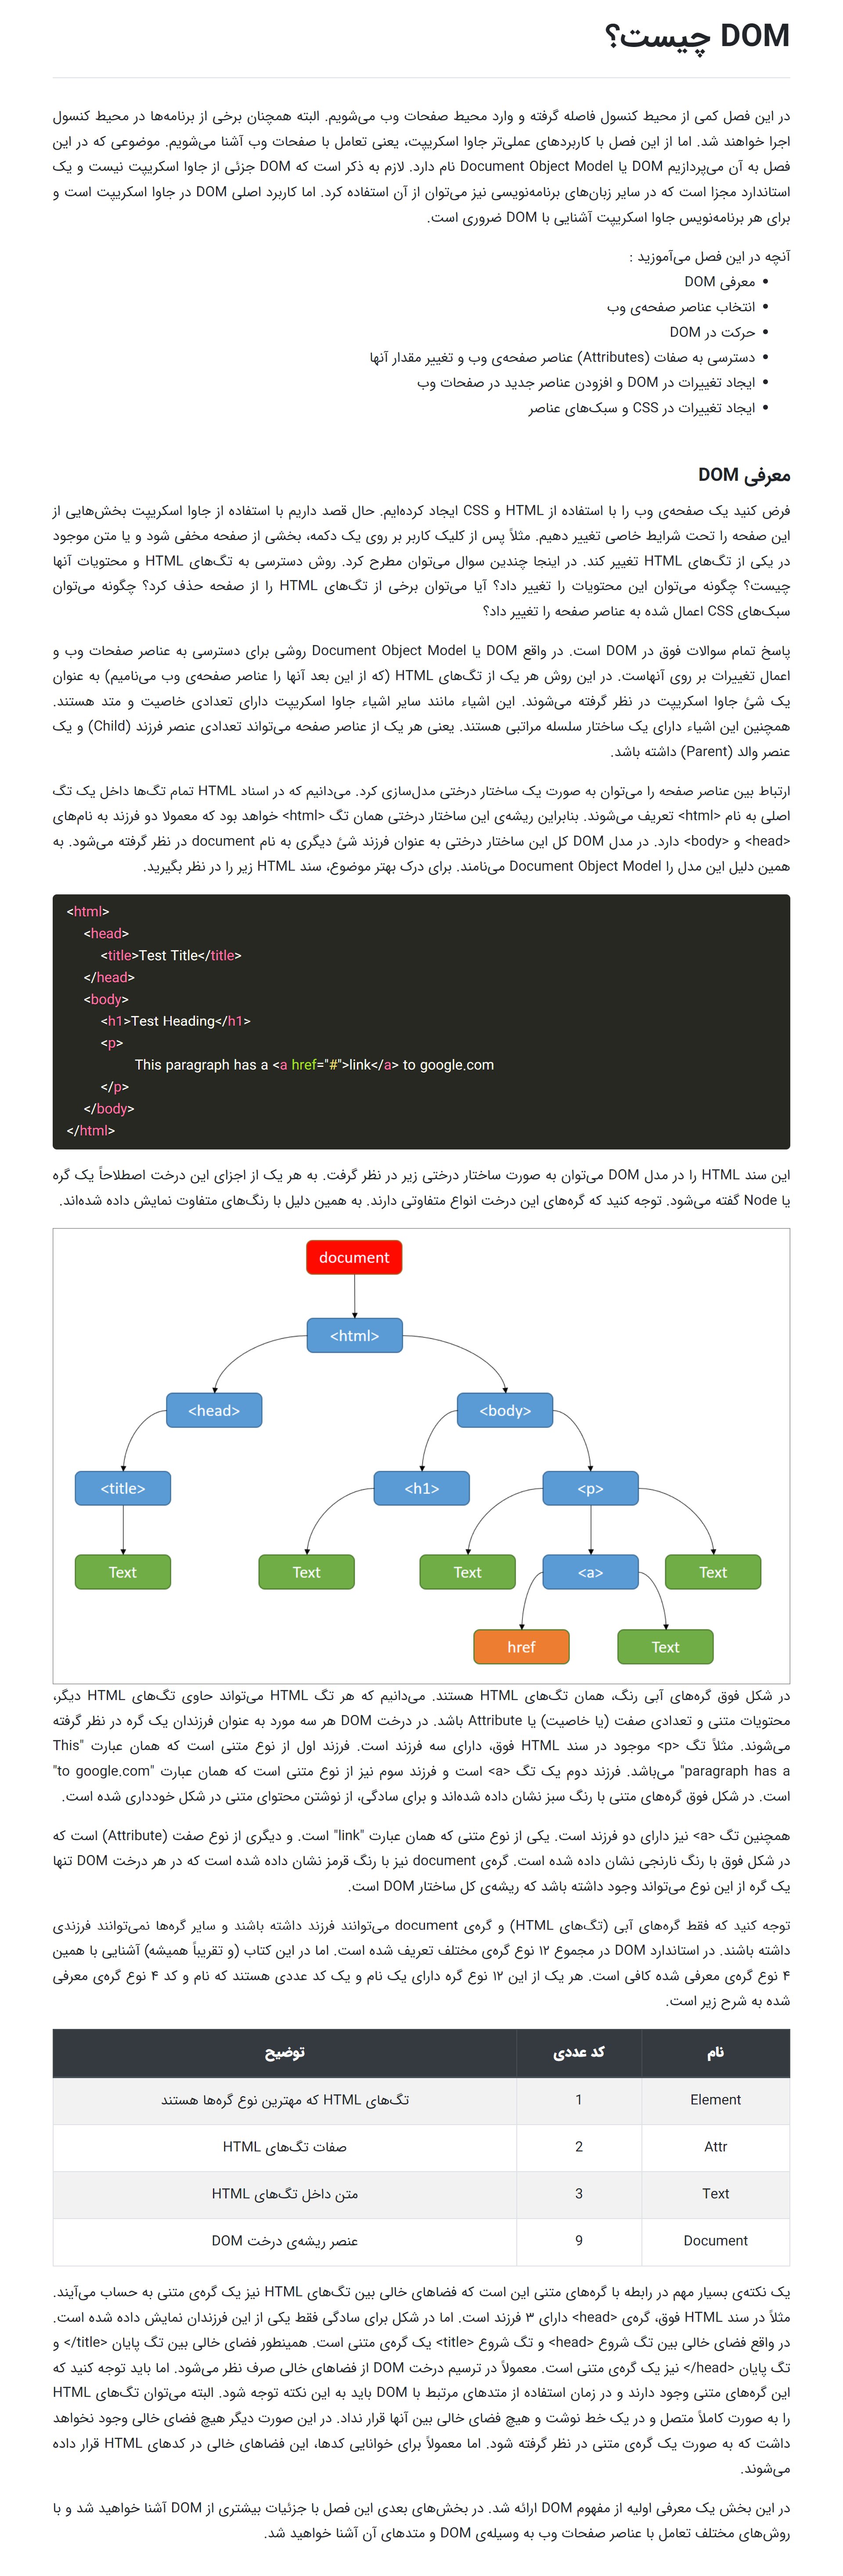 DOM چیست؟
در این فصل کمی از محیط کنسول فاصله گرفته و وارد محیط صفحات وب می‌شویم. البته همچنان برخی از برنامه‌ها در محیط کنسول
اجرا خواهند شد. اما از این فصل با کاربردهای عملی‌تر جاوا اسکریپت، یعنی تعامل با صفحات وب آشنا می‌شویم. موضوعی که در این
فصل به آن می‌پردازیم DOM یا Document Object Model نام دارد. لازم به ذکر است که DOM جزئی از جاوا اسکریپت نیست و یک
استاندارد مجزا است که در سایر زبان‌های برنامه‌نویسی نیز می‌توان از آن استفاده کرد. اما کاربرد اصلی DOM در جاوا اسکریپت است و
برای هر برنامه‌نویس جاوا اسکریپت آشنایی با DOM ضروری است.
آنچه در این فصل می‌آموزید :
• معرفی DOM
• انتخاب عناصر صفحه‌ی وب
• حرکت در DOM
• دسترسی به صفات (Attributes) عناصر صفحه‌ی وب و تغییر مقدار آنها
• ایجاد تغییرات در DOM و افزودن عناصر جدید در صفحات وب
• ایجاد تغییرات در CSS و سبک‌های عناصر
معرفی DOM
فرض کنید یک صفحه‌ی وب را با استفاده از HTML و CSS ایجاد کرده‌ایم. حال قصد داریم با استفاده از جاوا اسکریپت بخش‌هایی از
این صفحه را تحت شرایط خاصی تغییر دهیم. مثلاً پس از کلیک کاربر بر روی یک دکمه، بخشی از صفحه مخفی شود و یا متن موجود
در یکی از تگ‌های HTML تغییر کند. در اینجا چندین سوال می‌توان مطرح کرد. روش دسترسی به تگ‌های HTML و محتویات آنها
چیست؟ چگونه می‌توان این محتویات را تغییر داد؟ آیا می‌توان برخی از تگ‌های HTML را از صفحه حذف کرد؟ چگونه می‌توان
سبک‌های CSS اعمال شده به عناصر صفحه را تغییر داد؟
پاسخ تمام سوالات فوق در DOM است. در واقع DOM یا Document Object Model روشی برای دسترسی به عناصر صفحات وب و
اعمال تغییرات بر روی آنهاست. در این روش هر یک از تگ‌های HTML (که از این بعد آنها را عناصر صفحه‌ی وب می‌نامیم) به عنوان
یک شئ جاوا اسکریپت در نظر گرفته می‌شوند. این اشیاء مانند سایر اشیاء جاوا اسکریپت دارای تعدادی خاصیت و متد هستند.
همچنین این اشیاء دارای یک ساختار سلسله مراتبی هستند. یعنی هر یک از عناصر صفحه می‌تواند تعدادی عنصر فرزند (Child) و یک
عنصر والد (Parent) داشته باشد.
ارتباط بین عناصر صفحه را می‌توان به صورت یک ساختار درختی مدل‌سازی کرد. می‌دانیم که در اسناد HTML تمام تگ‌ها داخل یک تگ
اصلی به نام <html> تعریف می‌شوند. بنابراین ریشه‌ی این ساختار درختی همان تگ <html> خواهد بود که معمولا دو فرزند به نام‌های
<head> و <body> دارد. در مدل DOM کل این ساختار درختی به عنوان فرزند شئ دیگری به نام document در نظر گرفته می‌شود. به
همین دلیل این مدل را Document Object Model می‌نامند. برای درک بهتر موضوع، سند HTML زیر را در نظر بگیرید.
<html>
<head>
<title>Test Title</title>
</head>
<body>
<h1>Test Heading</h1>
<p>
This paragraph has a <a href="#">link</a> to google.com
</p>
</body>
</html>
این سند HTML را در مدل DOM می‌توان به صورت ساختار درختی زیر در نظر گرفت. به هر یک از اجزای این درخت اصطلاحاً یک گره
یا Node گفته می‌شود. توجه کنید که گره‌های این درخت انواع متفاوتی دارند. به همین دلیل با رنگ‌های متفاوت نمایش داده شده‌اند.
document
<html>
<head> <body>
<title> <h1> <p>
Text Text Text <a> Text
href Text
در شکل فوق گره‌های آبی رنگ، همان تگ‌های HTML هستند. می‌دانیم که هر تگ HTML می‌تواند حاوی تگ‌های HTML دیگر،
محتویات متنی و تعدادی صفت (یا خاصیت) یا Attribute باشد. در درخت DOM هر سه مورد به عنوان فرزندان یک گره در نظر گرفته
می‌شوند. مثلاً تگ <p> موجود در سند HTML فوق، دارای سه فرزند است. فرزند اول از نوع متنی است که همان عبارت "This
paragraph has a" می‌باشد. فرزند دوم یک تگ <a> است و فرزند سوم نیز از نوع متنی است که همان عبارت "to google.com"
است. در شکل فوق گره‌های متنی با رنگ سبز نشان داده شده‌اند و برای سادگی، از نوشتن محتوای متنی در شکل خودداری شده است.
همچنین تگ <a> نیز دارای دو فرزند است. یکی از نوع متنی که همان عبارت "link" است. و دیگری از نوع صفت (Attribute) است که
در شکل فوق با رنگ نارنجی نشان داده شده است. گره‌ی document نیز با رنگ قرمز نشان داده شده است که در هر درخت DOM تنها
یک گره از این نوع می‌تواند وجود داشته باشد که ریشه‌ی کل ساختار DOM است.
توجه کنید که فقط گره‌های آبی (تگ‌های HTML) و گره‌ی document می‌توانند فرزند داشته باشند و سایر گره‌ها نمی‌توانند فرزندی
داشته باشند. در استاندارد DOM در مجموع ۱۲ نوع گره‌ی مختلف تعریف شده است. اما در این کتاب (و تقریباً همیشه) آشنایی با همین
۴ نوع گره‌ی معرفی شده کافی است. هر یک از این ۱۲ نوع گره دارای یک نام و یک کد عددی هستند که نام و کد ۴ نوع گره‌ی معرفی
شده به شرح زیر است.
نام کد عددی توضیح
Element 1 تگ‌های HTML که مهترین نوع گره‌ها هستند
Attr 2 صفات تگ‌های HTML
Text 3 متن داخل تگ‌های HTML
Document 9 عنصر ریشه‌ی درخت DOM
یک نکته‌ی بسیار مهم در رابطه با گره‌های متنی این است که فضاهای خالی بین تگ‌های HTML نیز یک گره‌ی متنی به حساب می‌آیند.
مثلاً در سند HTML فوق، گره‌ی <head> دارای ۳ فرزند است. اما در شکل برای سادگی فقط یکی از این فرزندان نمایش داده شده است.
در واقع فضای خالی بین تگ شروع <head> و تگ شروع <title> یک گره‌ی متنی است. همینطور فضای خالی بین تگ پایان </title> و
تگ پایان </head> نیز یک گره‌ی متنی است. معمولاً در ترسیم درخت DOM از فضاهای خالی صرف نظر می‌شود. اما باید توجه کنید که
این گره‌های متنی وجود دارند و در زمان استفاده از متدهای مرتبط با DOM باید به این نکته توجه شود. البته می‌توان تگ‌های HTML
را به صورت کاملاً متصل و در یک خط نوشت و هیچ فضای خالی بین آنها قرار نداد. در این صورت دیگر هیچ فضای خالی وجود نخواهد
داشت که به صورت یک گره‌ی متنی در نظر گرفته شود. اما معمولاً برای خوانایی کدها، این فضاهای خالی در کدهای HTML قرار داده
می‌شوند.
در این بخش یک معرفی اولیه از مفهوم DOM ارائه شد. در بخش‌های بعدی این فصل با جزئیات بیشتری از DOM آشنا خواهید شد و با
روش‌های مختلف تعامل با عناصر صفحات وب به وسیله‌ی DOM و متدهای آن آشنا خواهید شد.